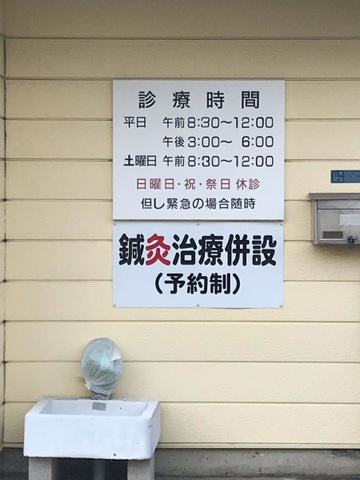 診療時間
平日 午前 8:30〜12:00
午後 3:00〜 6:00
土曜日 午前 8:30〜12:00
日曜日・祝・祭日 休診
但し緊急の場合随時
鍼灸治療併設
(予約制)